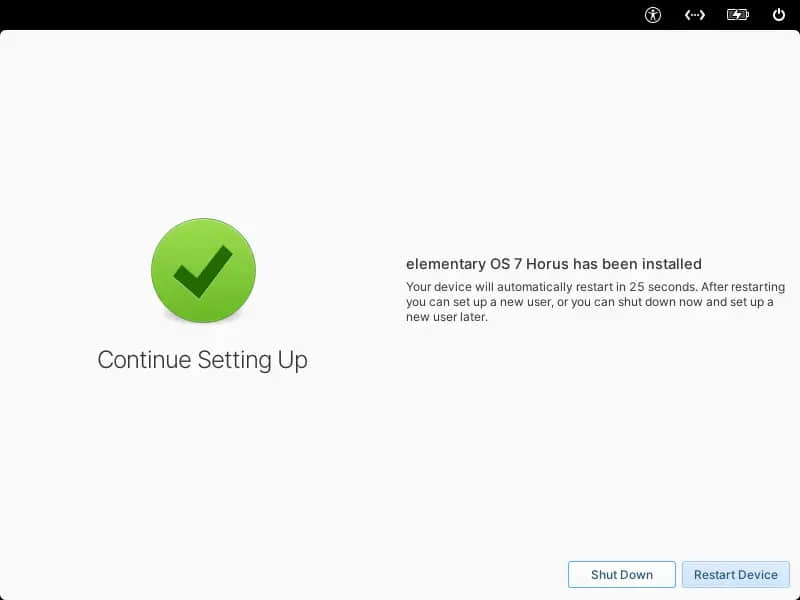 Continue Setting Up
elementary OS 7 Horus has been installed
Your device will automatically restart in 25 seconds. After restarting
you can set up a new user, or you can shut down now and set up a
new user later.
Shut Down
Restart Device